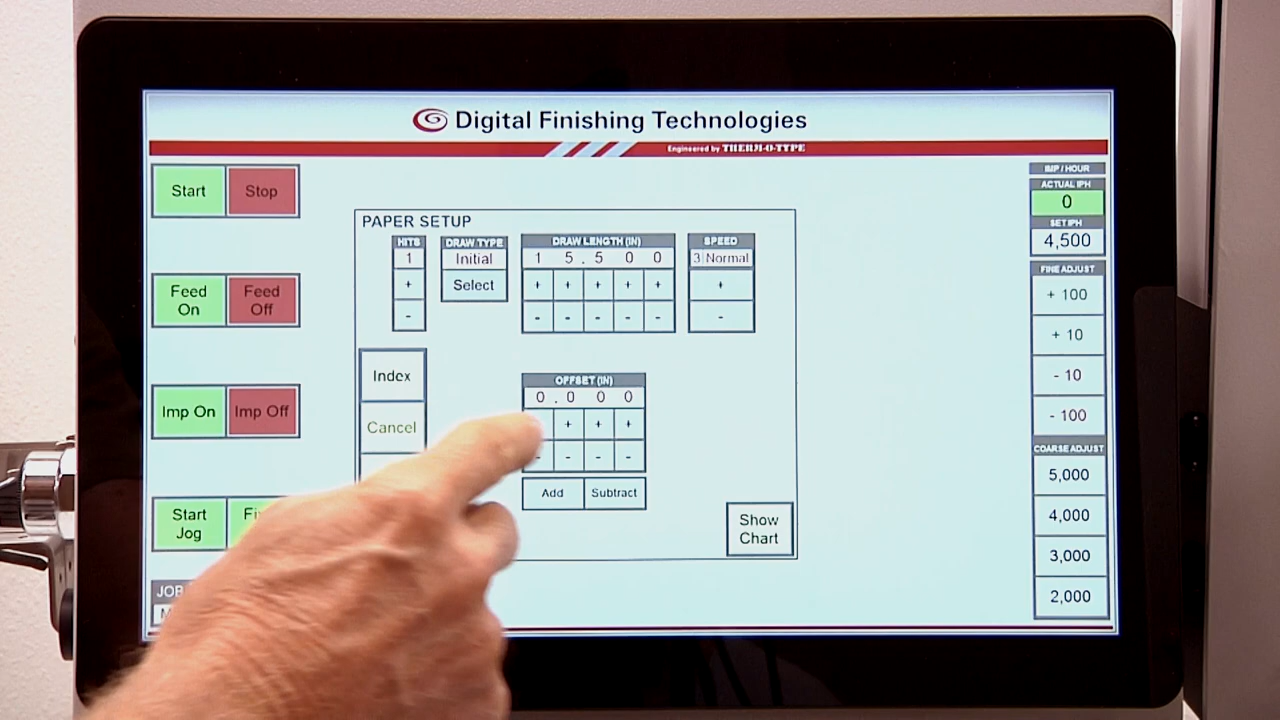 Digital Finishing Technologies
Engineered by THERM-O-TYPE
Start
Stop
Feed On
Feed Off
Imp On
Imp Off
Start Jog
JOB
PAPER SETUP
HITS
1
+
-
DRAW TYPE
Initial
Select
DRAW LENGTH (IN)
1 5 . 5 0 0
+ + + + +
- - - - -
SPEED
3 Normal
+
-
Index
Cancel
OFFSET (IN)
0 . 0 0 0
+ + +
- - - -
Add
Subtract
Show Chart
IMP / HOUR
ACTUAL IPH
0
SET IPH
4,500
FINE ADJUST
+ 100
+ 10
- 10
- 100
COARSE ADJUST
5,000
4,000
3,000
2,000